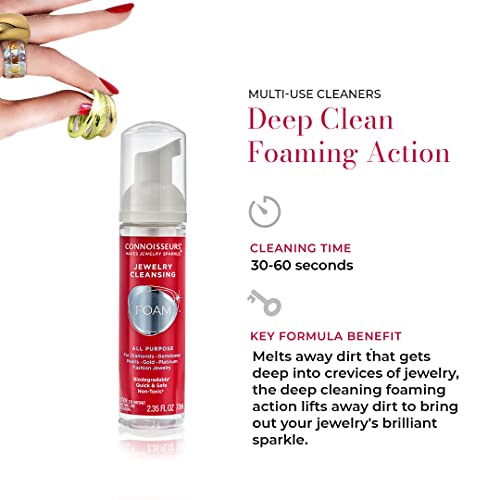 MULTI-USE CLEANERS
Deep Clean
Foaming Action
CLEANING TIME
30-60 seconds
KEY FORMULA BENEFIT
Melts away dirt that gets
deep into crevices of jewelry,
the deep cleaning foaming
action lifts away dirt to bring
out your jewelry's brilliant
sparkle.
CONNOISSEURS
MAKES JEWELRY SPARKLE
JEWELRY
CLEANSING
FOAM
ALL PURPOSE
For Diamonds - Gemstones
Pearls - Gold - Platinum
Fashion Jewelry
Biodegradable
Quick & Safe
Non-Toxic
2.35 FL OZ